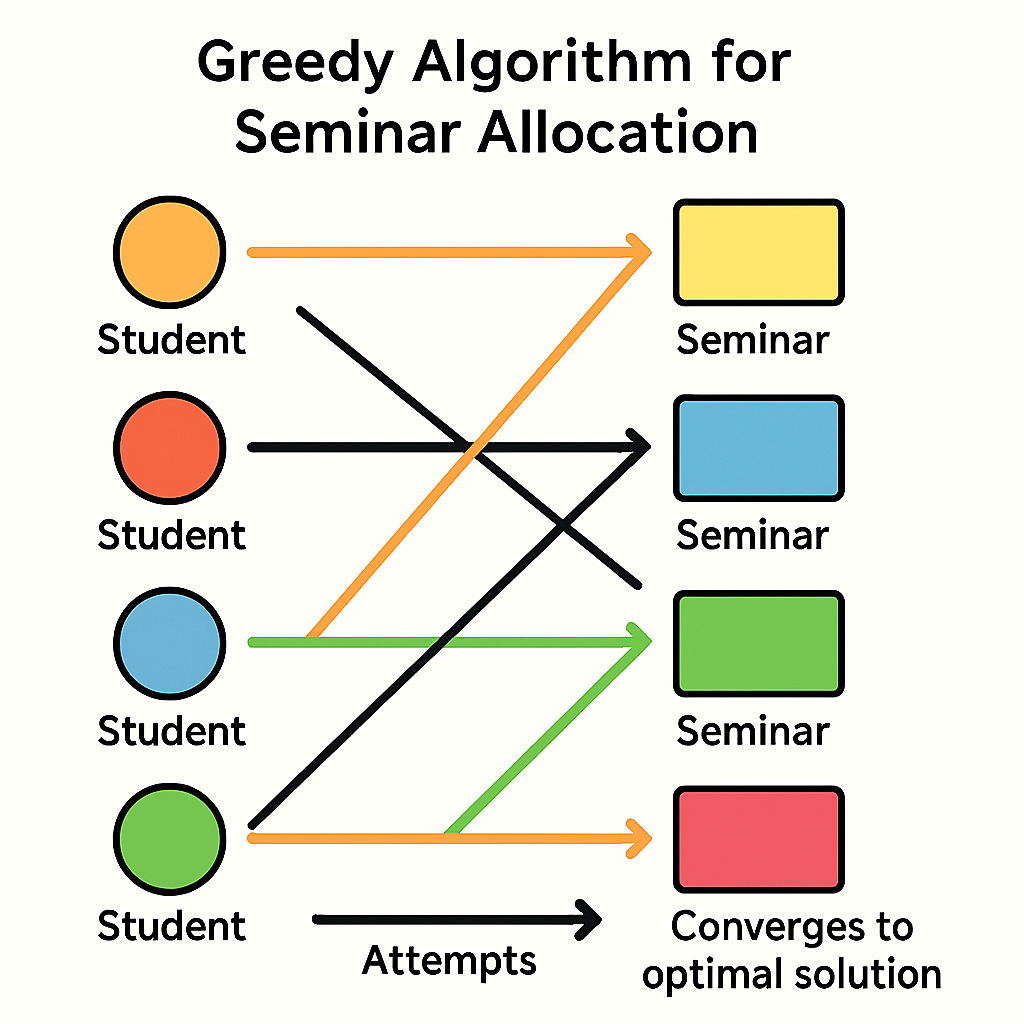 Greedy Algorithm for
Seminar Allocation
Student
Seminar
Student
Seminar
Student
Seminar
Student
Attempts
Converges to
optimal solution